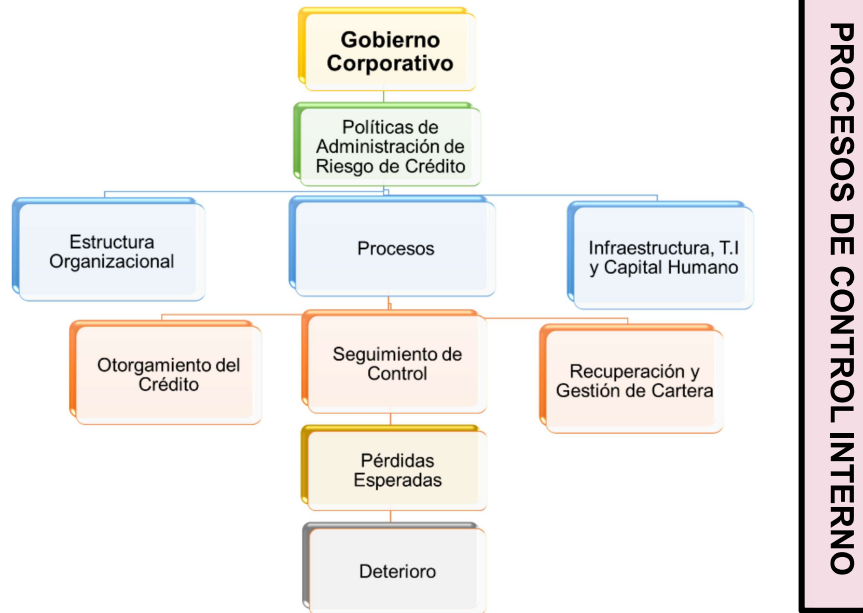 Gobierno
Corporativo
Políticas de
Administración de
Riesgo de Crédito
Estructura
Organizacional
Procesos
Infraestructura, T.I
y Capital Humano
Otorgamiento del
Crédito
Seguimiento de
Control
Recuperación y
Gestión de Cartera
Pérdidas
Esperadas
Deterioro
PROCESOS DE CONTROL INTERNO